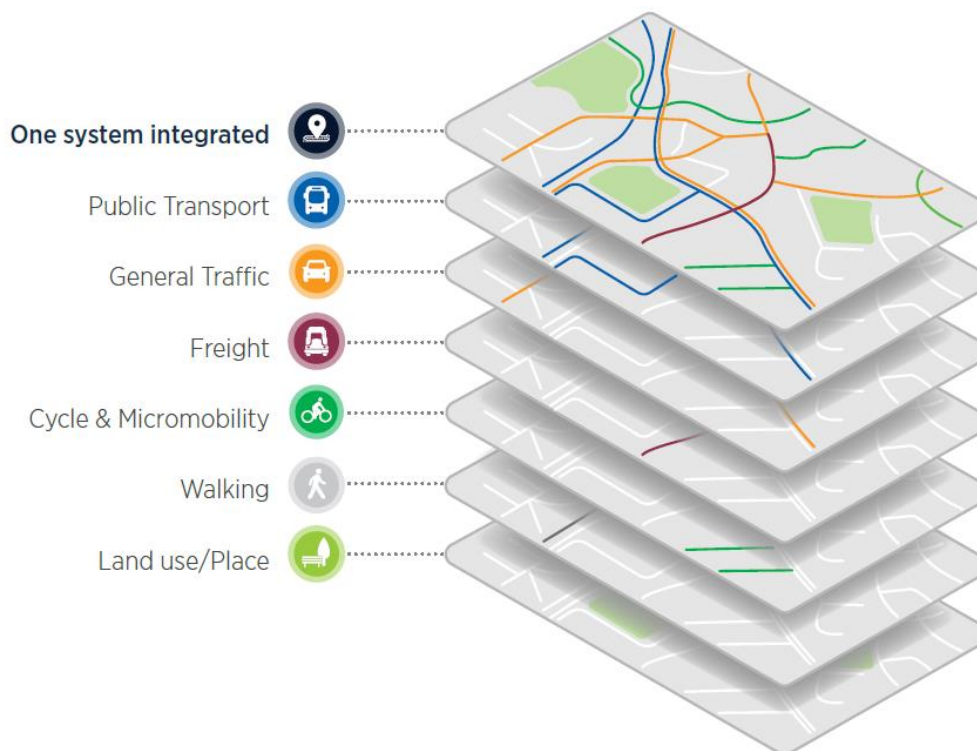 One system integrated
Public Transport
General Traffic
Freight
Cycle & Micromobility
Walking
Land use/Place